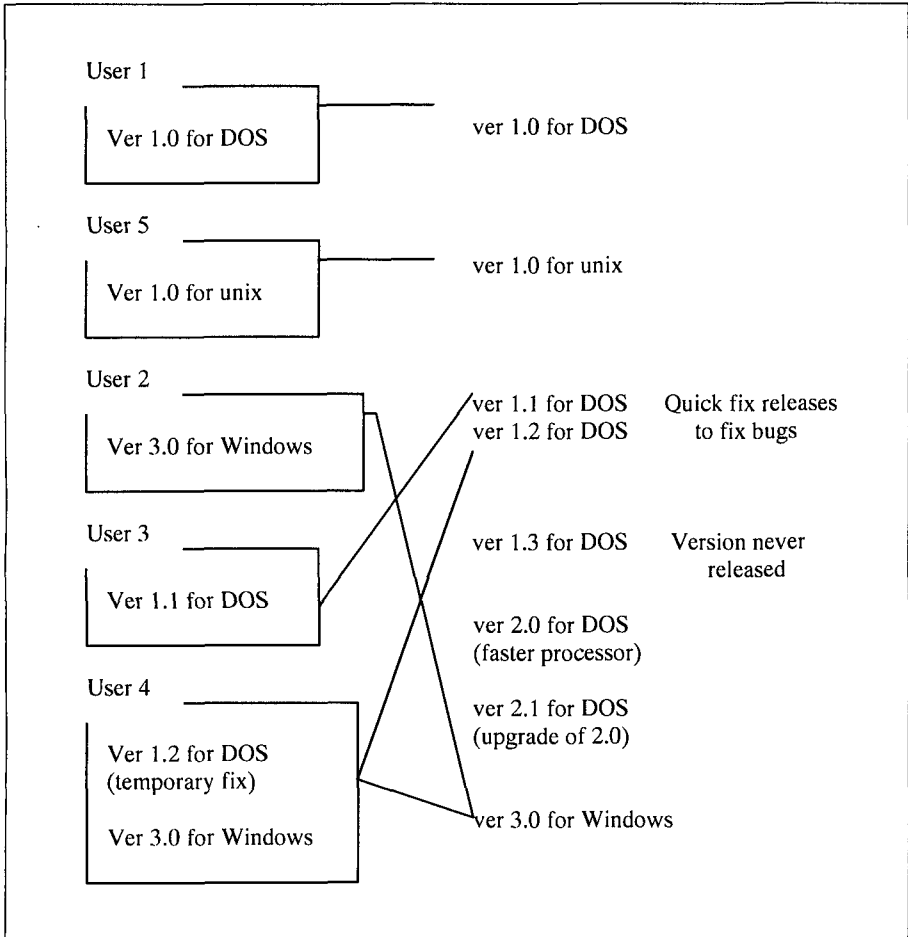 User 1
Ver 1.0 for DOS
ver 1.0 for DOS
User 5
Ver 1.0 for unix
ver 1.0 for unix
User 2
Ver 3.0 for Windows
ver 1.1 for DOS Quick fix releases
ver 1.2 for DOS to fix bugs
User 3
Ver 1.1 for DOS
ver 1.3 for DOS Version never
released
ver 2.0 for DOS
(faster processor)
User 4
Ver 1.2 for DOS
(temporary fix)
Ver 3.0 for Windows
ver 2.1 for DOS
(upgrade of 2.0)
ver 3.0 for Windows